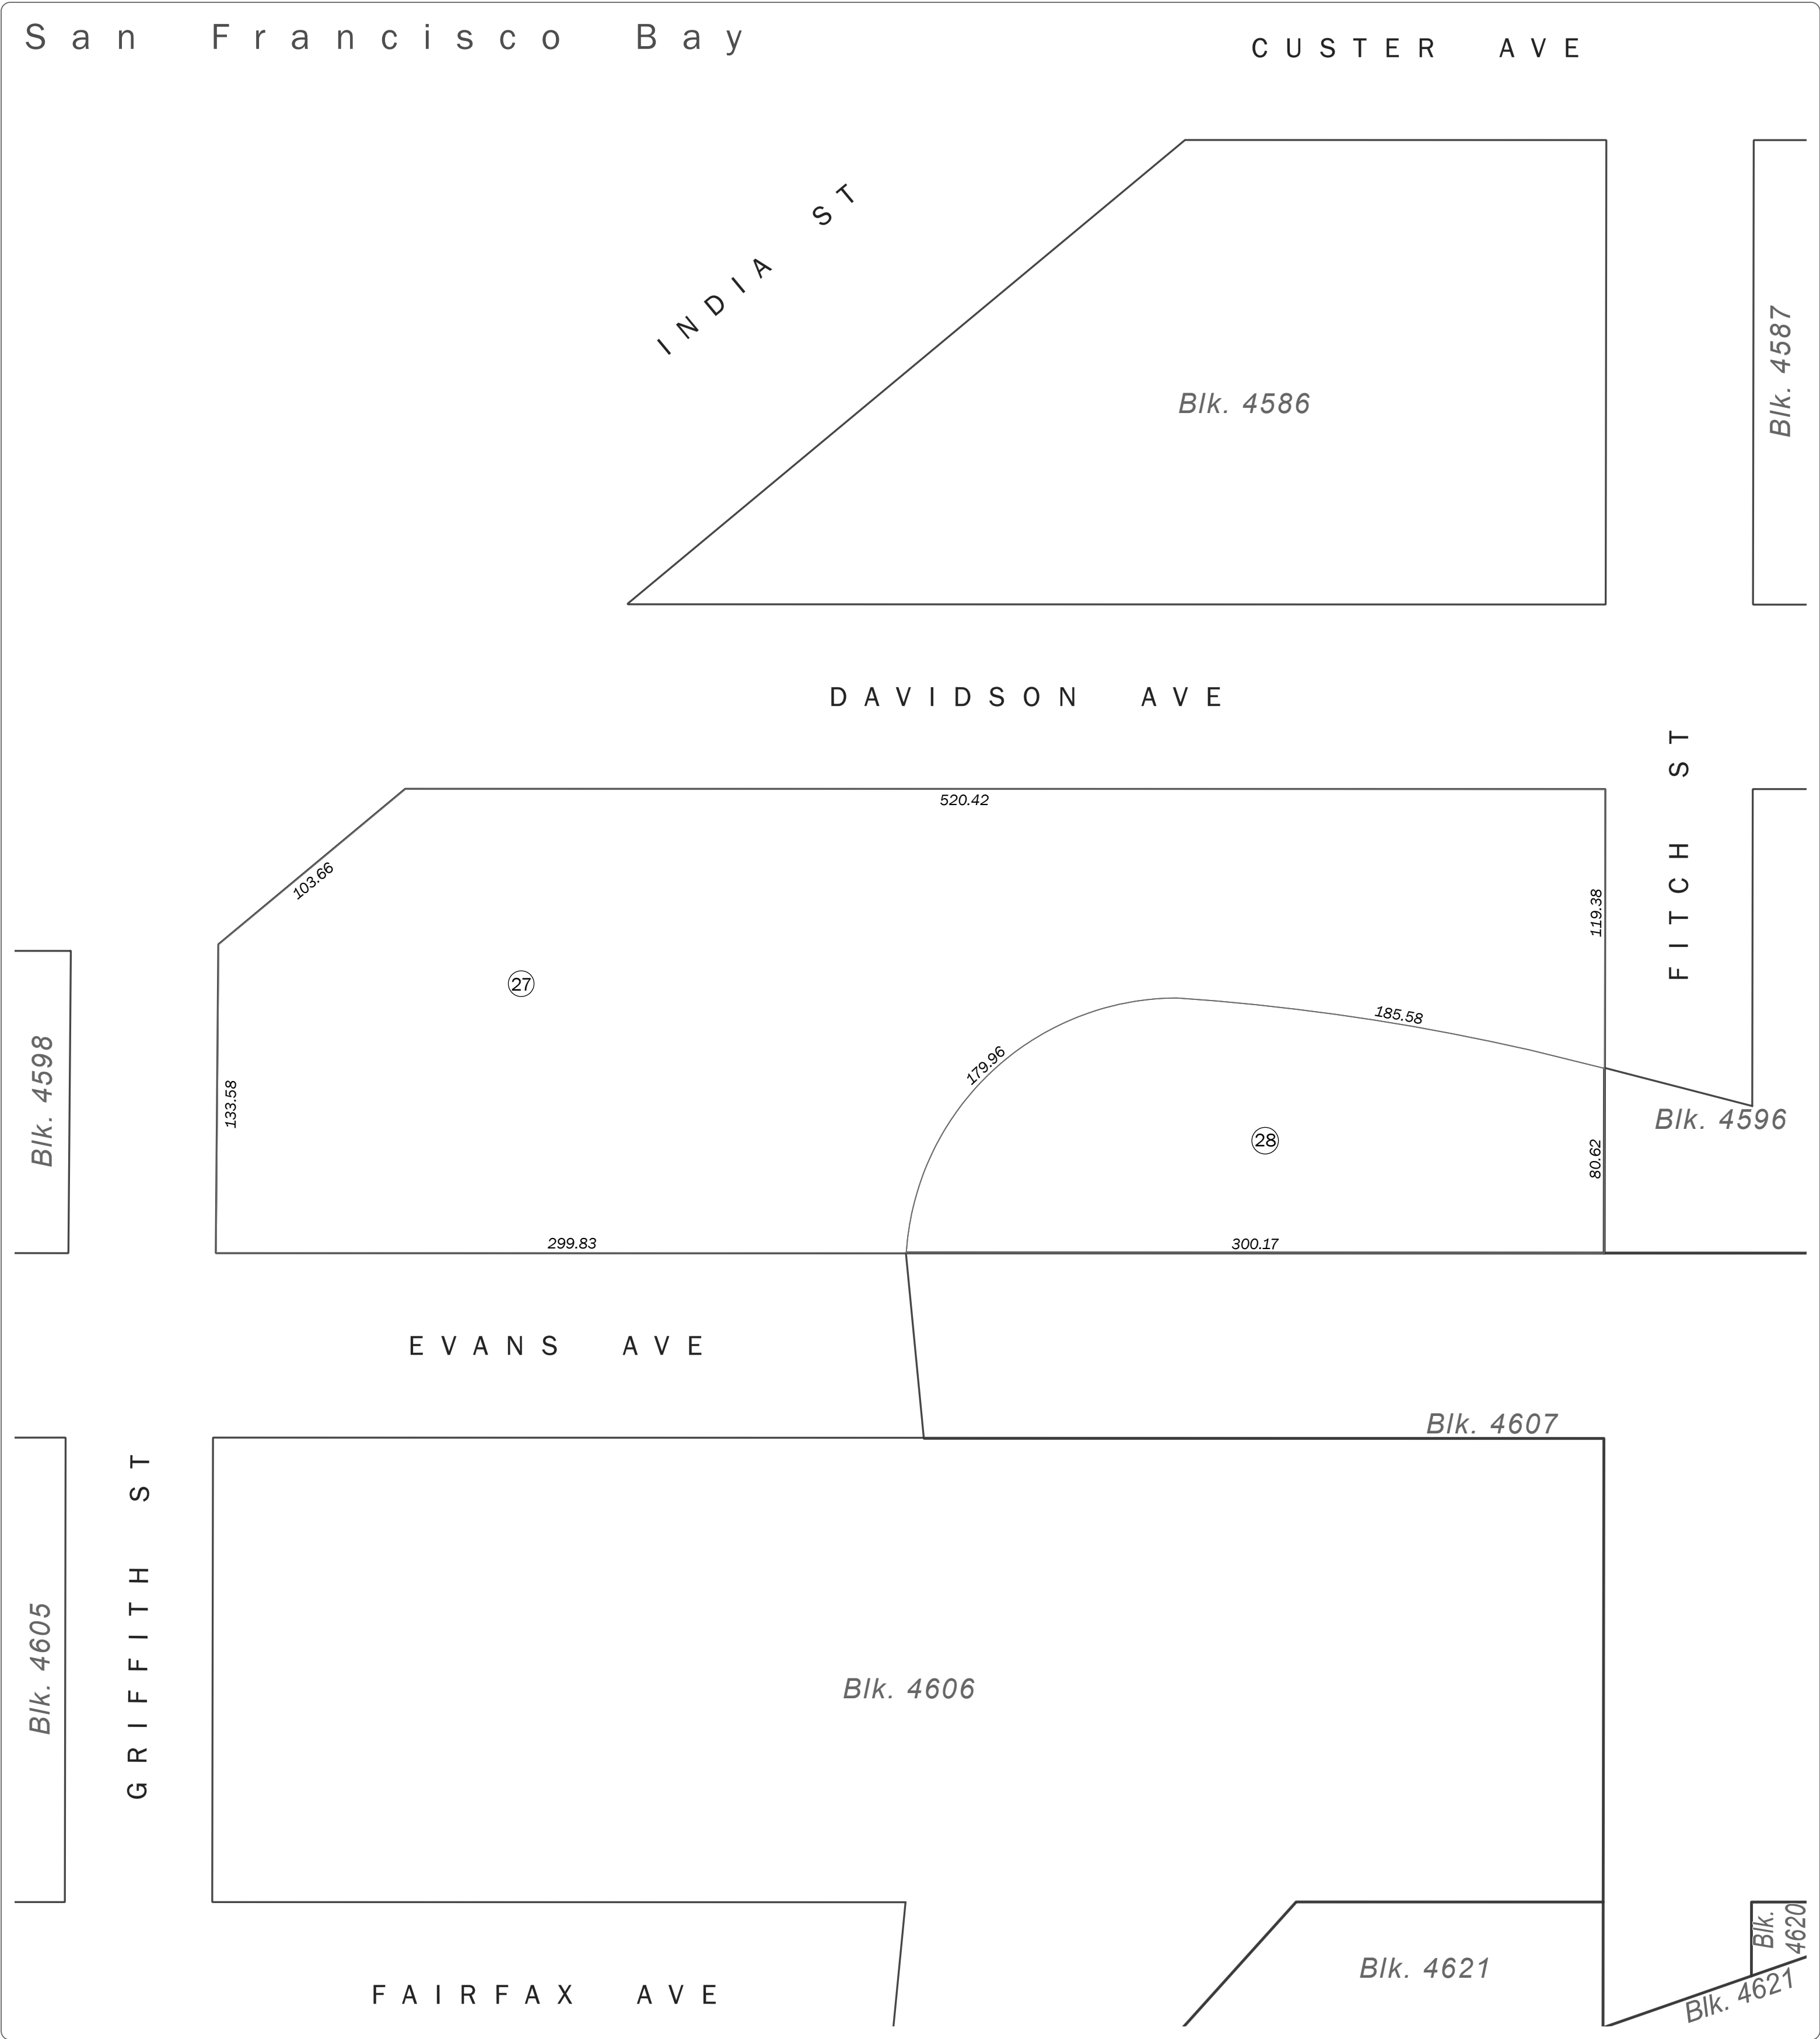 San Francisco Bay
CUSTER AVE
INDIA ST
Blk. 4586
Blk. 4587
DAVIDSON AVE
FITCH ST
520.42
103.66
119.38
27
133.58
Blk. 4598
179.96
185.58
28
80.62
Blk. 4596
299.83
300.17
EVANS AVE
Blk. 4607
GRIFFITH ST
Blk. 4605
Blk. 4606
FAIRFAX AVE
Blk. 4621
Blk.
4620
Blk. 4621